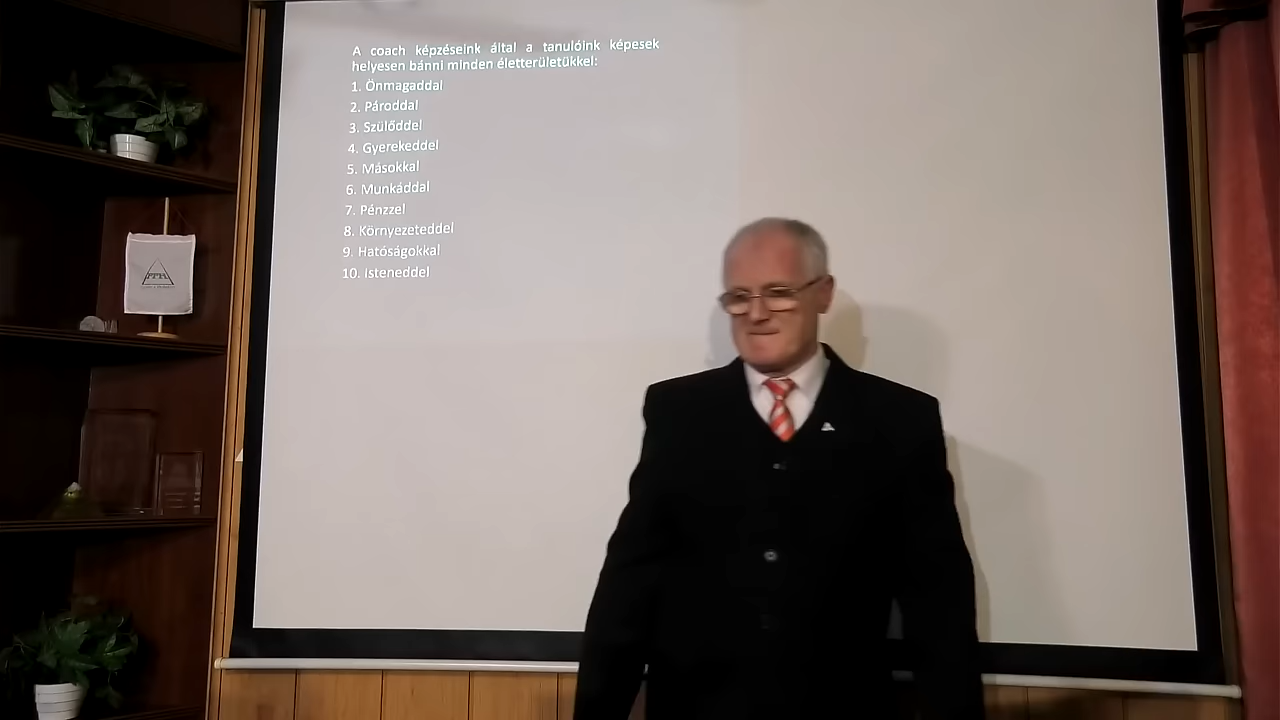 A coach képzéseink által a tanulóink képesek
helyesen bánni minden életterületükkel:
1. Önmagaddal
2. Pároddal
3. Szülőddel
4. Gyerekeddel
5. Másokkal
6. Munkáddal
7. Pénzzel
8. Környezeteddel
9. Hatóságokkal
10. Isteneddel